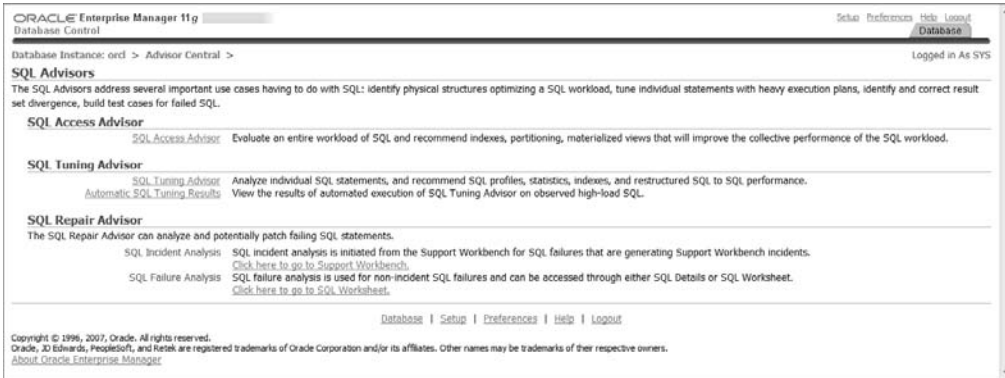 ORACLE Enterprise Manager 11g
Database Control
Setup Preferences Help Logout
Database
Database Instance: orcl > Advisor Central >
Logged in As SYS
SQL Advisors
The SQL Advisors address several important use cases having to do with SQL: identify physical structures optimizing a SQL workload, tune individual statements with heavy execution plans, identify and correct result
set divergence, build test cases for failed SQL.
SQL Access Advisor
SQL Access Advisor Evaluate an entire workload of SQL and recommend indexes, partitioning, materialized views that will improve the collective performance of the SQL workload.
SQL Tuning Advisor
SQL Tuning Advisor Analyze individual SQL statements, and recommend SQL profiles, statistics, indexes, and restructured SQL to SQL performance.
Automatic SQL Tuning Results View the results of automated execution of SQL Tuning Advisor on observed high-load SQL.
SQL Repair Advisor
The SQL Repair Advisor can analyze and potentially patch failing SQL statements.
SQL Incident Analysis SQL incident analysis is initiated from the Support Workbench for SQL failures that are generating Support Workbench incidents.
Click here to go to Support Workbench.
SQL Failure Analysis SQL failure analysis is used for non-incident SQL failures and can be accessed through either SQL Details or SQL Worksheet.
Click here to go to SQL Worksheet.
Database | Setup | Preferences | Help | Logout
Copyright © 1996, 2007, Oracle. All rights reserved.
Oracle, JD Edwards, PeopleSoft, and Retek are registered trademarks of Oracle Corporation and/or its affiliates. Other names may be trademarks of their respective owners.
About Oracle Enterprise Manager